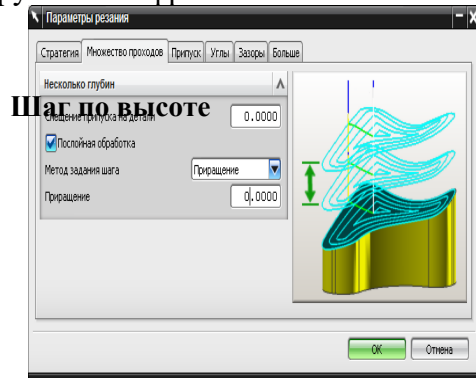 Параметры резания
Стратегия Множество проходов Припуск Углы Зазоры Больше
Несколько глубин
Шаг по высоте
Смещение припуска на детали 0.0000
Послойная обработка
Метод задания шага Приращение
Приращение 0.0000
OK Отмена